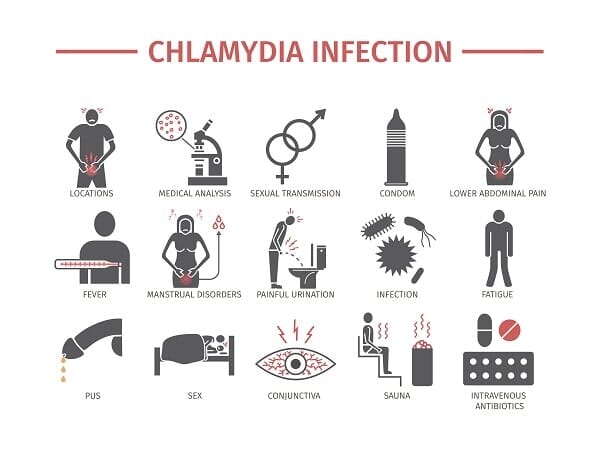 CHLAMYDIA INFECTION
LOCATIONS
MEDICAL ANALYSIS
SEXUAL TRANSMISSION
CONDOM
LOWER ABDOMINAL PAIN
FEVER
MANSTRUAL DISORDERS
PAINFUL URINATION
INFECTION
FATIGUE
PUS
SEX
CONJUNCTIVA
SAUNA
INTRAVENOUS
ANTIBIOTICS